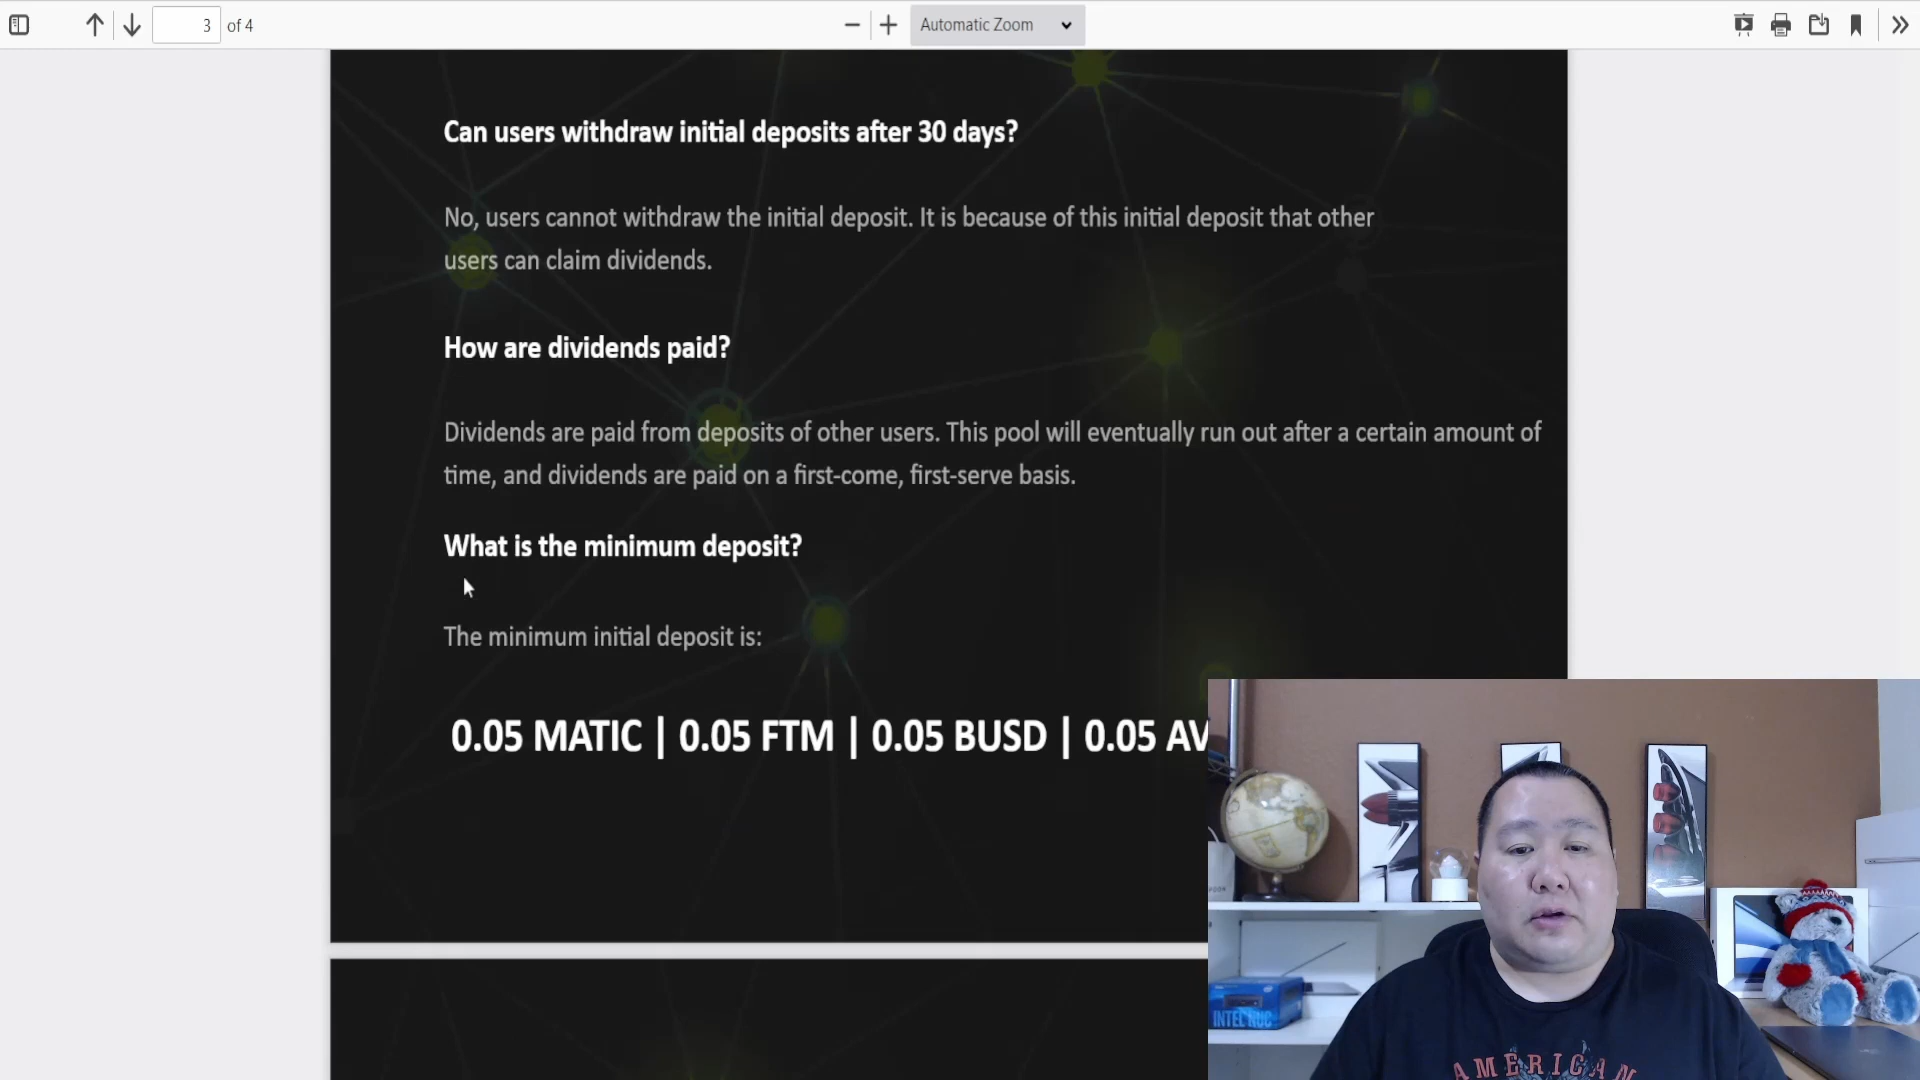 3 of 4
Automatic Zoom
Can users withdraw initial deposits after 30 days?
No, users cannot withdraw the initial deposit. It is because of this initial deposit that other
users can claim dividends.
How are dividends paid?
Dividends are paid from deposits of other users. This pool will eventually run out after a certain amount of
time, and dividends are paid on a first-come, first-serve basis.
What is the minimum deposit?
The minimum initial deposit is:
0.05 MATIC | 0.05 FTM | 0.05 BUSD | 0.05 AV
INTEL NUC
AMERICAN